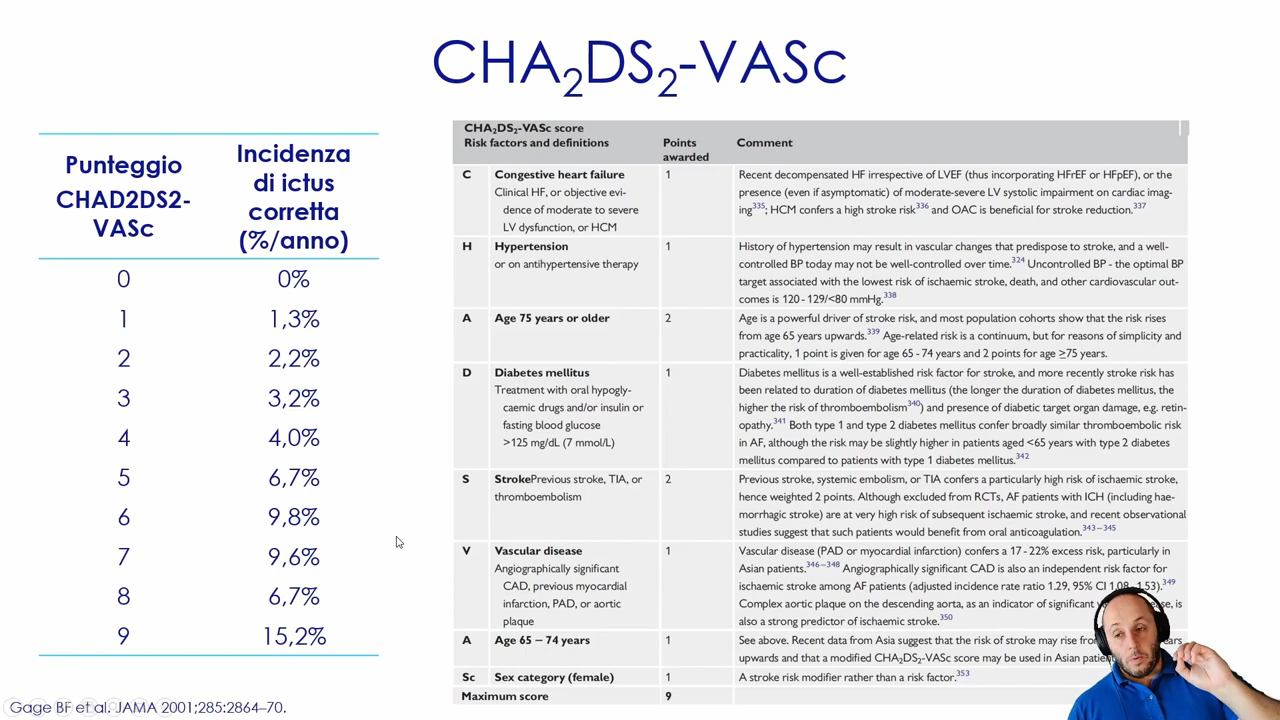 CHA₂DS₂-VASc
Punteggio
CHAD2DS2-
VASc
Incidenza
di ictus
corretta
(%/anno)
0 0%
1 1,3%
2 2,2%
3 3,2%
4 4,0%
5 6,7%
6 9,8%
7 9,6%
8 6,7%
9 15,2%
Gage BF et al. JAMA 2001;285:2864–70.
CHA₂DS₂-VASc score
Risk factors and definitions
Points
awarded
Comment
C
Congestive heart failure
Clinical HF, or objective evi-
dence of moderate to severe
LV dysfunction, or HCM
1
Recent decompensated HF irrespective of LVEF (thus incorporating HFrEF or HFpEF), or the
presence (even if asymptomatic) of moderate-severe LV systolic impairment on cardiac imag-
ing³³⁵; HCM confers a high stroke risk³³⁶ and OAC is beneficial for stroke reduction.³³⁷
H
Hypertension
or on antihypertensive therapy
1
History of hypertension may result in vascular changes that predispose to stroke, and a well-
controlled BP today may not be well-controlled over time.³²⁴ Uncontrolled BP - the optimal BP
target associated with the lowest risk of ischaemic stroke, death, and other cardiovascular out-
comes is 120 - 129/<80 mmHg.³³⁸
A
Age 75 years or older
2
Age is a powerful driver of stroke risk, and most population cohorts show that the risk rises
from age 65 years upwards.³³⁹ Age-related risk is a continuum, but for reasons of simplicity and
practicality, 1 point is given for age 65 - 74 years and 2 points for age ≥75 years.
D
Diabetes mellitus
Treatment with oral hypogly-
caemic drugs and/or insulin or
fasting blood glucose
>125 mg/dL (7 mmol/L)
1
Diabetes mellitus is a well-established risk factor for stroke, and more recently stroke risk has
been related to duration of diabetes mellitus (the longer the duration of diabetes mellitus, the
higher the risk of thromboembolism³⁴⁰) and presence of diabetic target organ damage, e.g. retin-
opathy.³⁴¹ Both type 1 and type 2 diabetes mellitus confer broadly similar thromboembolic risk
in AF, although the risk may be slightly higher in patients aged <65 years with type 2 diabetes
mellitus compared to patients with type 1 diabetes mellitus.³⁴²
S
StrokePrevious stroke, TIA, or
thromboembolism
2
Previous stroke, systemic embolism, or TIA confers a particularly high risk of ischaemic stroke,
hence weighted 2 points. Although excluded from RCTs, AF patients with ICH (including hae-
morrhagic stroke) are at very high risk of subsequent ischaemic stroke, and recent observational
studies suggest that such patients would benefit from oral anticoagulation.³⁴³⁻³⁴⁵
V
Vascular disease
Angiographically significant
CAD, previous myocardial
infarction, PAD, or aortic
plaque
1
Vascular disease (PAD or myocardial infarction) confers a 17 - 22% excess risk, particularly in
Asian patients.³⁴⁶⁻³⁴⁸ Angiographically significant CAD is also an independent risk factor for
ischaemic stroke among AF patients (adjusted incidence rate ratio 1.29, 95% CI 1.08–1.53).³⁴⁹
Complex aortic plaque on the descending aorta, as an indicator of significant is
also a strong predictor of ischaemic stroke.³⁵⁰
A
Age 65 – 74 years
1
See above. Recent data from Asia suggest that the risk of stroke may rise
upwards and that a modified CHA₂DS₂-VASc score may be used in Asian
Sc
Sex category (female)
1
A stroke risk modifier rather than a risk factor.³⁵³
Maximum score
9